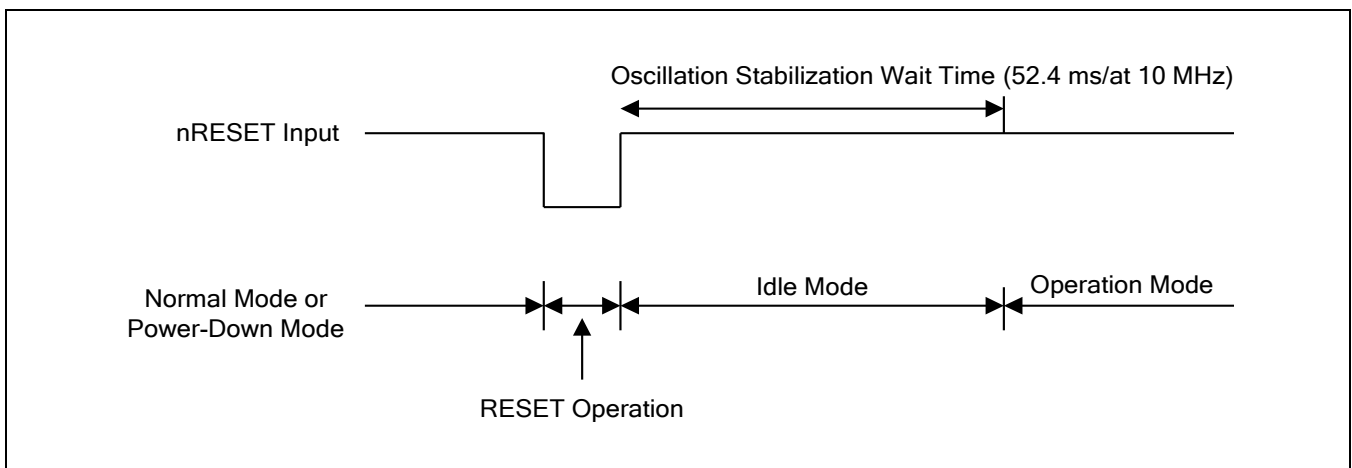 Oscillation Stabilization Wait Time (52.4 ms/at 10 MHz)
nRESET Input
Normal Mode or
Power-Down Mode
Idle Mode
Operation Mode
RESET Operation